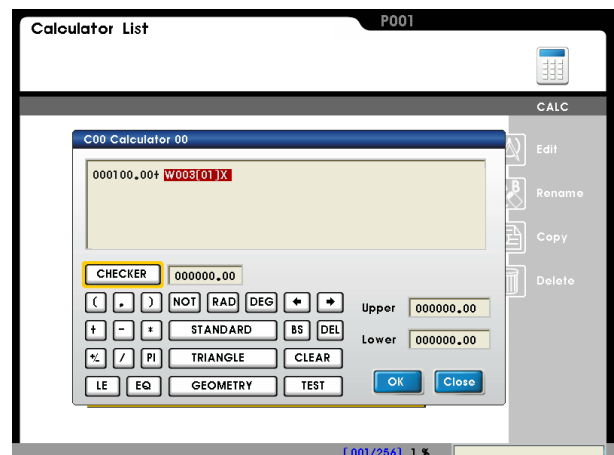 Calculator List
P001
CALC
C00 Calculator 00
Edit
000100.00+ W003[01]X
Rename
Copy
CHECKER 000000.00
Delete
( , ) NOT RAD DEG
Upper 000000.00
+ - * STANDARD BS DEL
Lower 000000.00
+/- / PI TRIANGLE CLEAR
LE EQ GEOMETRY TEST
OK Close
[001/256] 1 %